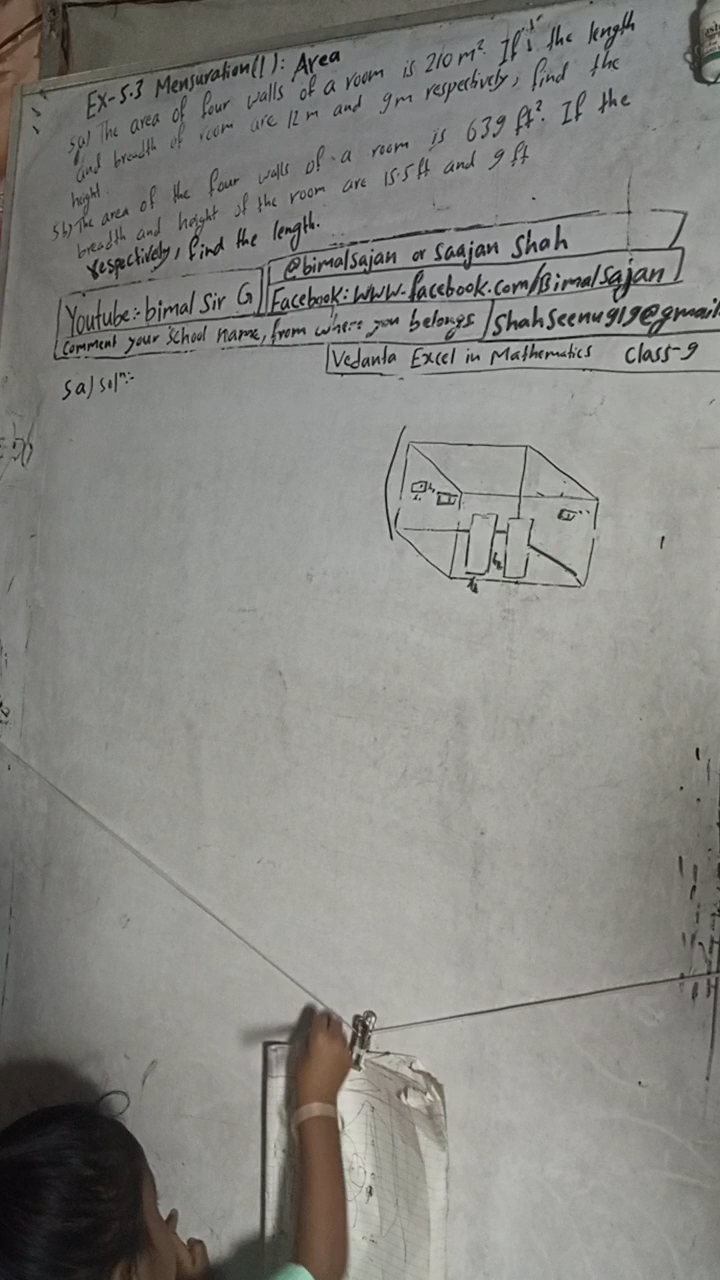 EX-5.3 Mensuration(1): Area
5a) The area of four walls of a room is 210 m². If the length
and breadth of room are 12 m and 9m respectively, find the
height.
5b) The area of the four walls of a room is 639 ft². If the
breadth and height of the room are 15.5ft and 9 ft
respectively, find the length.
@bimalsajan or Saajan Shah
Youtube:- bimal Sir G
Facebook: www.facebook.com/Bimalsajan
Comment your school name, from where you belongs
Shahseenu919@gmail
Vedanta Excel in Mathematics Class-9
5a) Solⁿ:-